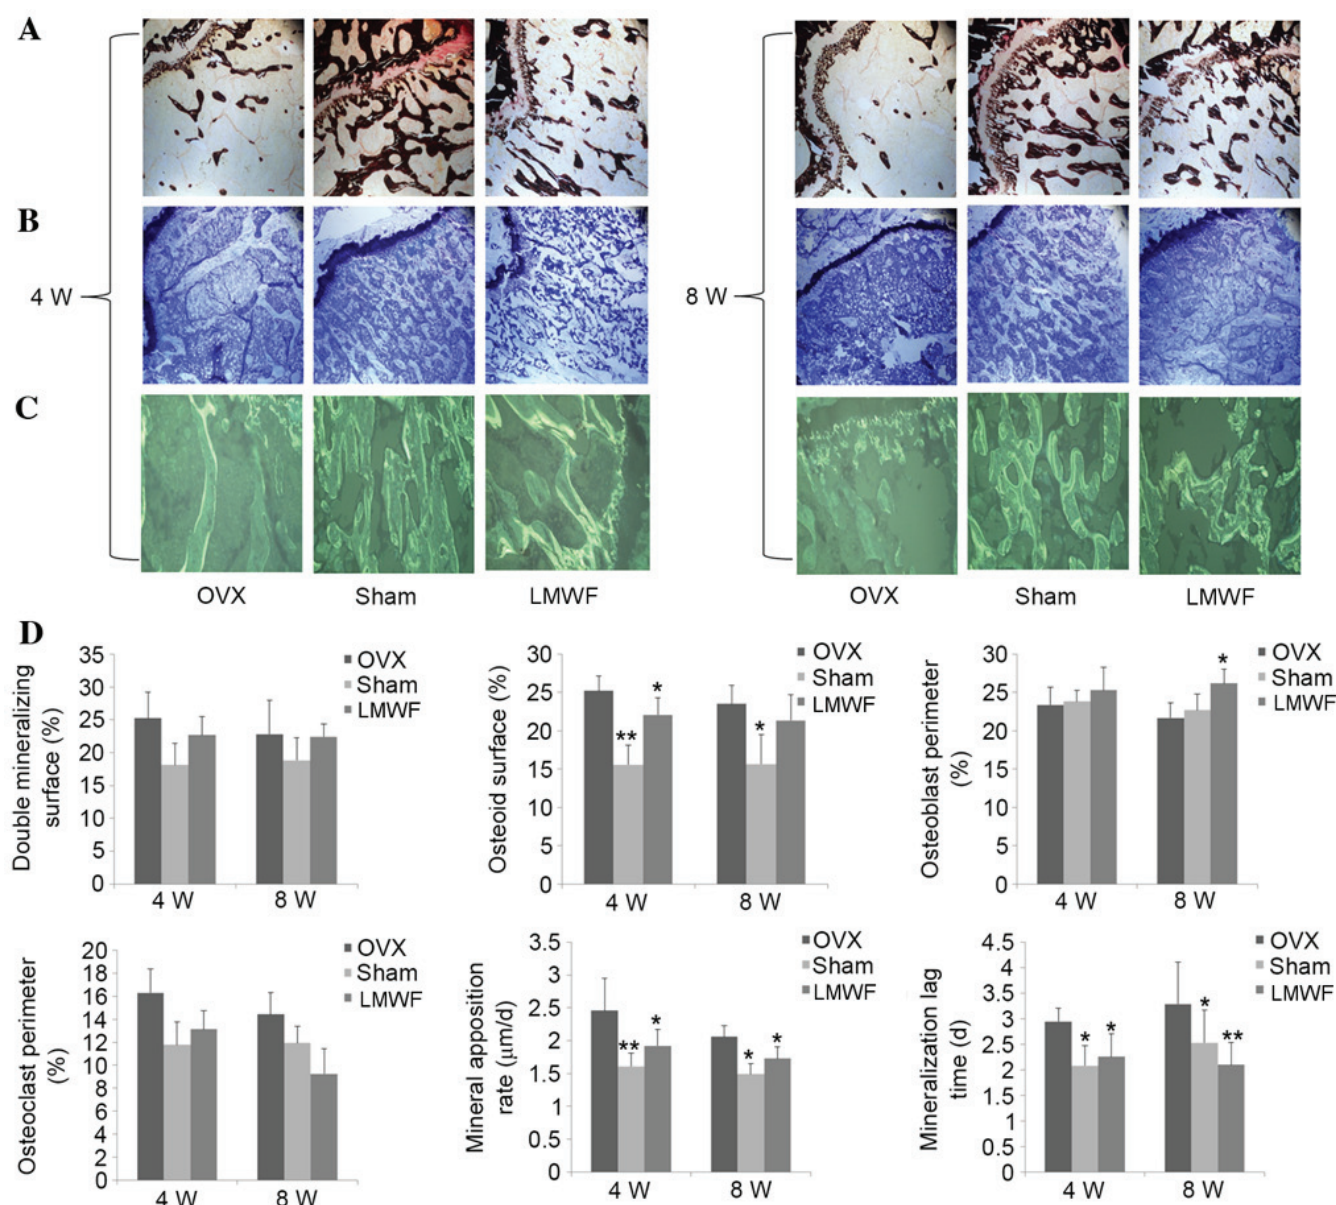 A
B
4 W
8 W
C
OVX Sham LMWF OVX Sham LMWF
D
Double mineralizing
surface (%)
35
30
25
20
15
10
5
0
4 W 8 W
OVX
Sham
LMWF
Osteoid surface (%)
30
25
20
15
10
5
0
** * *
4 W 8 W
OVX
Sham
LMWF
Osteoblast perimeter
(%)
30
25
20
15
10
5
0
*
4 W 8 W
OVX
Sham
LMWF
Osteoclast perimeter
(%)
20
18
16
14
12
10
8
6
4
2
0
4 W 8 W
OVX
Sham
LMWF
Mineral apposition
rate (μm/d)
3.5
3
2.5
2
1.5
1
0.5
0
** * * *
4 W 8 W
OVX
Sham
LMWF
Mineralization lag
time (d)
4.5
4
3.5
3
2.5
2
1.5
1
0.5
0
* * * **
4 W 8 W
OVX
Sham
LMWF